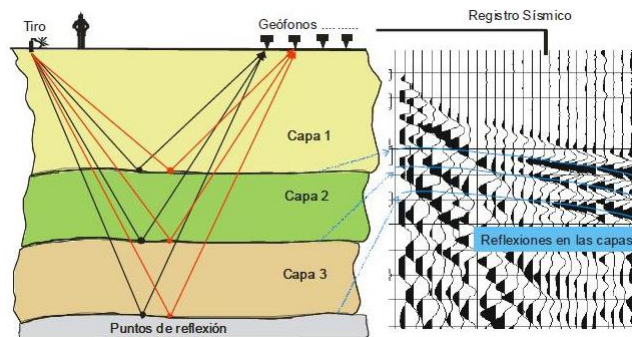 Tiro
Geófonos ..........
Registro Sísmico
Capa 1
Capa 2
Capa 3
Reflexiones en las capas
Puntos de reflexión